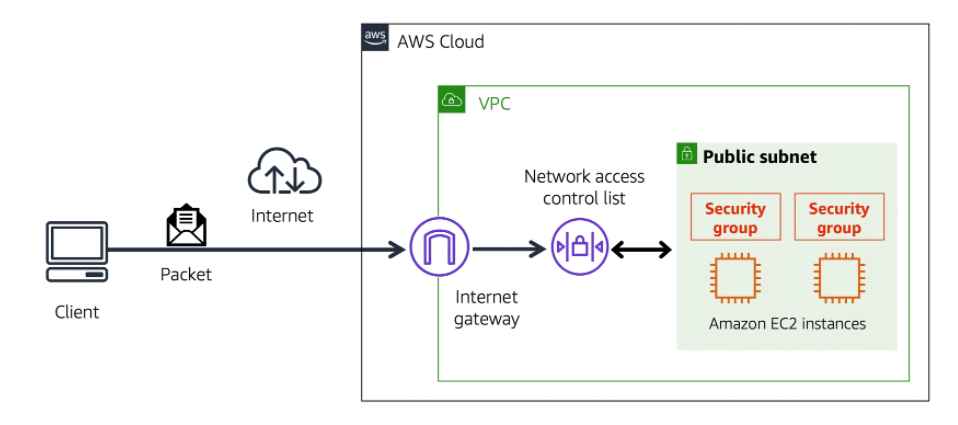 aws
AWS Cloud
VPC
Public subnet
Network access
control list
Security
group
Security
group
Internet
Packet
Client
Internet
gateway
Amazon EC2 instances